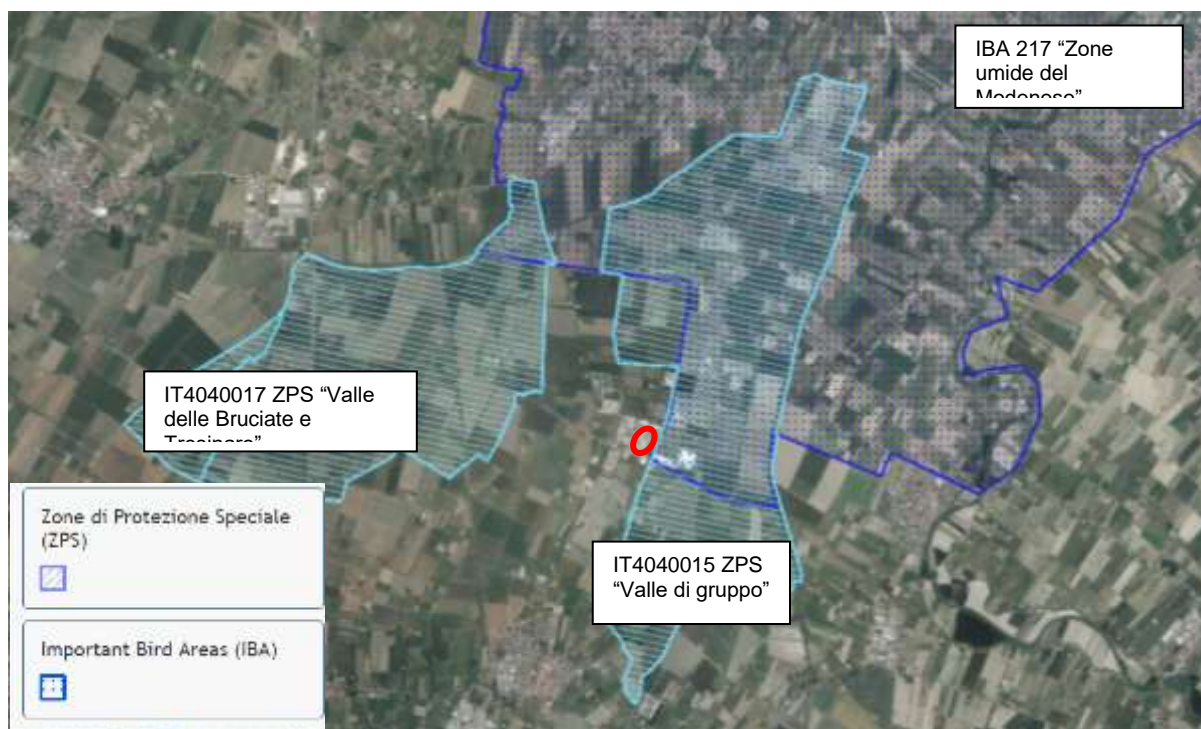 IBA 217 “Zone
umide del
IT4040017 ZPS “Valle
delle Bruciate e
IT4040015 ZPS
“Valle di gruppo”
Zone di Protezione Speciale
(ZPS)
Important Bird Areas (IBA)